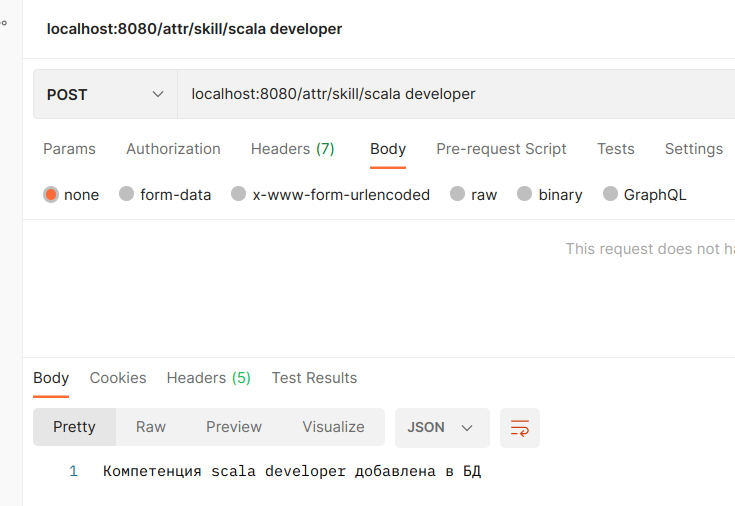 localhost:8080/attr/skill/scala developer
POST localhost:8080/attr/skill/scala developer
Params Authorization Headers (7) Body Pre-request Script Tests Settings
none form-data x-www-form-urlencoded raw binary GraphQL
This request does not
Body Cookies Headers (5) Test Results
Pretty Raw Preview Visualize JSON
1 Компетенция scala developer добавлена в БД